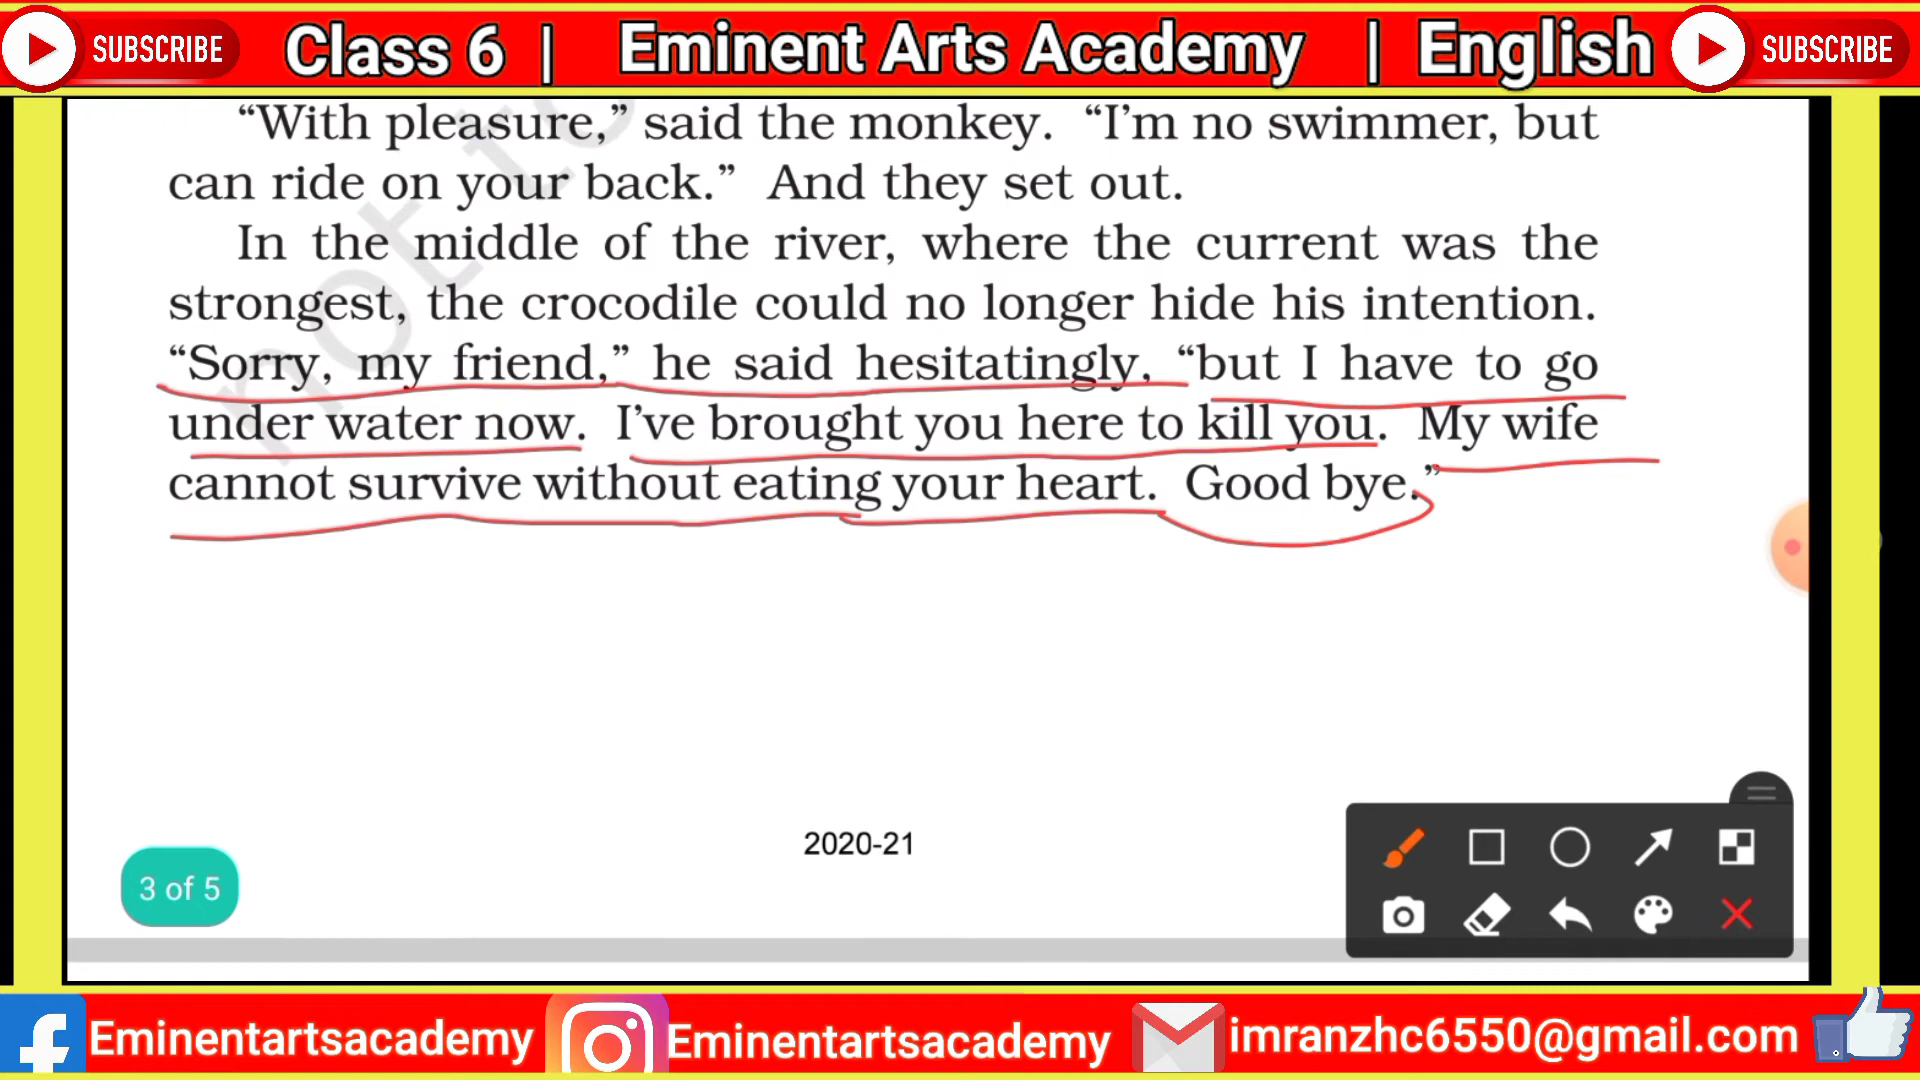 SUBSCRIBE Class 6 | Eminent Arts Academy | English SUBSCRIBE
“With pleasure,” said the monkey. “I’m no swimmer, but
can ride on your back.” And they set out.
In the middle of the river, where the current was the
strongest, the crocodile could no longer hide his intention.
“Sorry, my friend,” he said hesitatingly, “but I have to go
under water now. I’ve brought you here to kill you. My wife
cannot survive without eating your heart. Good bye.”
not to
2020-21
3 of 5
Eminentartsacademy Eminentartsacademy imranzhc6550@gmail.com